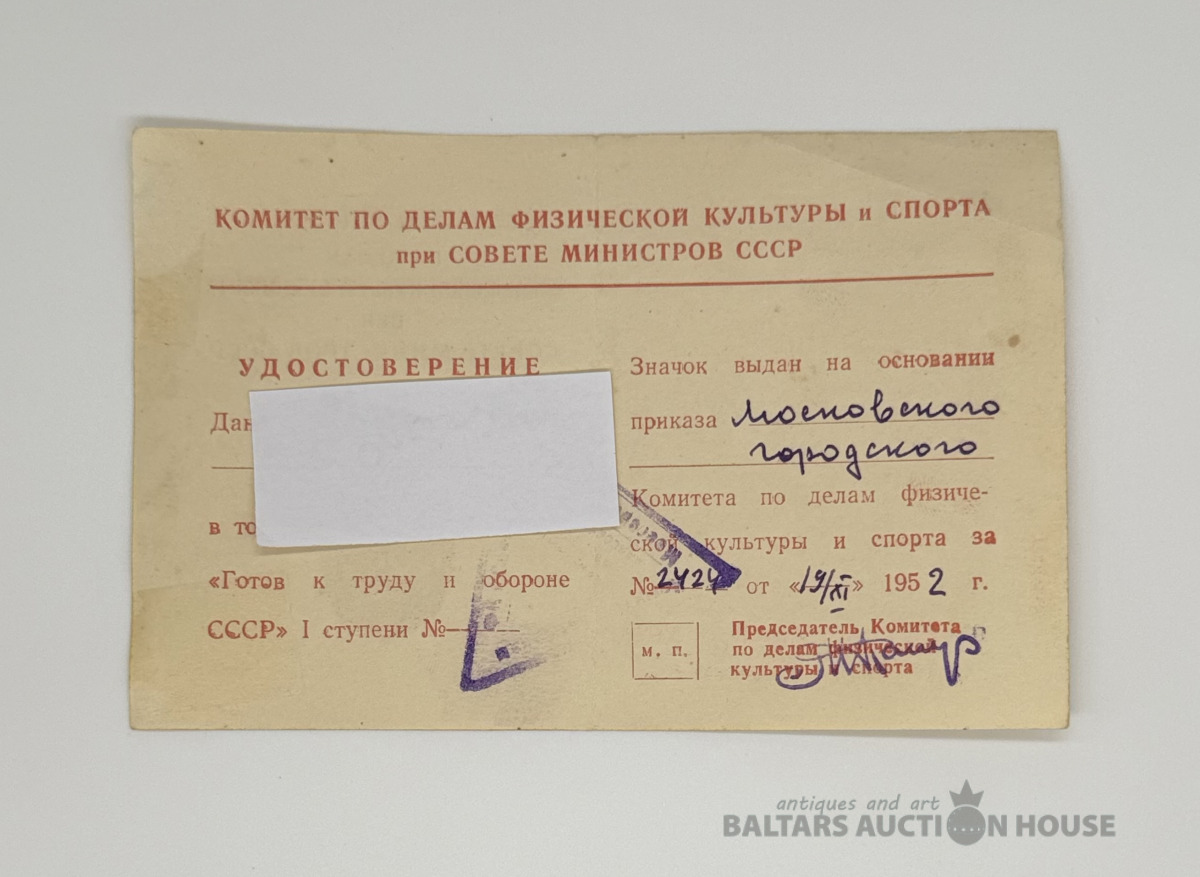 КОМИТЕТ ПО ДЕЛАМ ФИЗИЧЕСКОЙ КУЛЬТУРЫ и СПОРТА
при СОВЕТЕ МИНИСТРОВ СССР
УДОСТОВЕРЕНИЕ
Дан
в то
«Готов к труду и обороне
СССР» I ступени №
Значок выдан на основании
приказа Московского
городского
Комитета по делам физиче-
ской культуры и спорта за
№ 2424 от «19/XI» 1952 г.
м. п.
Председатель Комитета
по делам физической
культуры и спорта
antiques and art
BALTARS AUCTION HOUSE